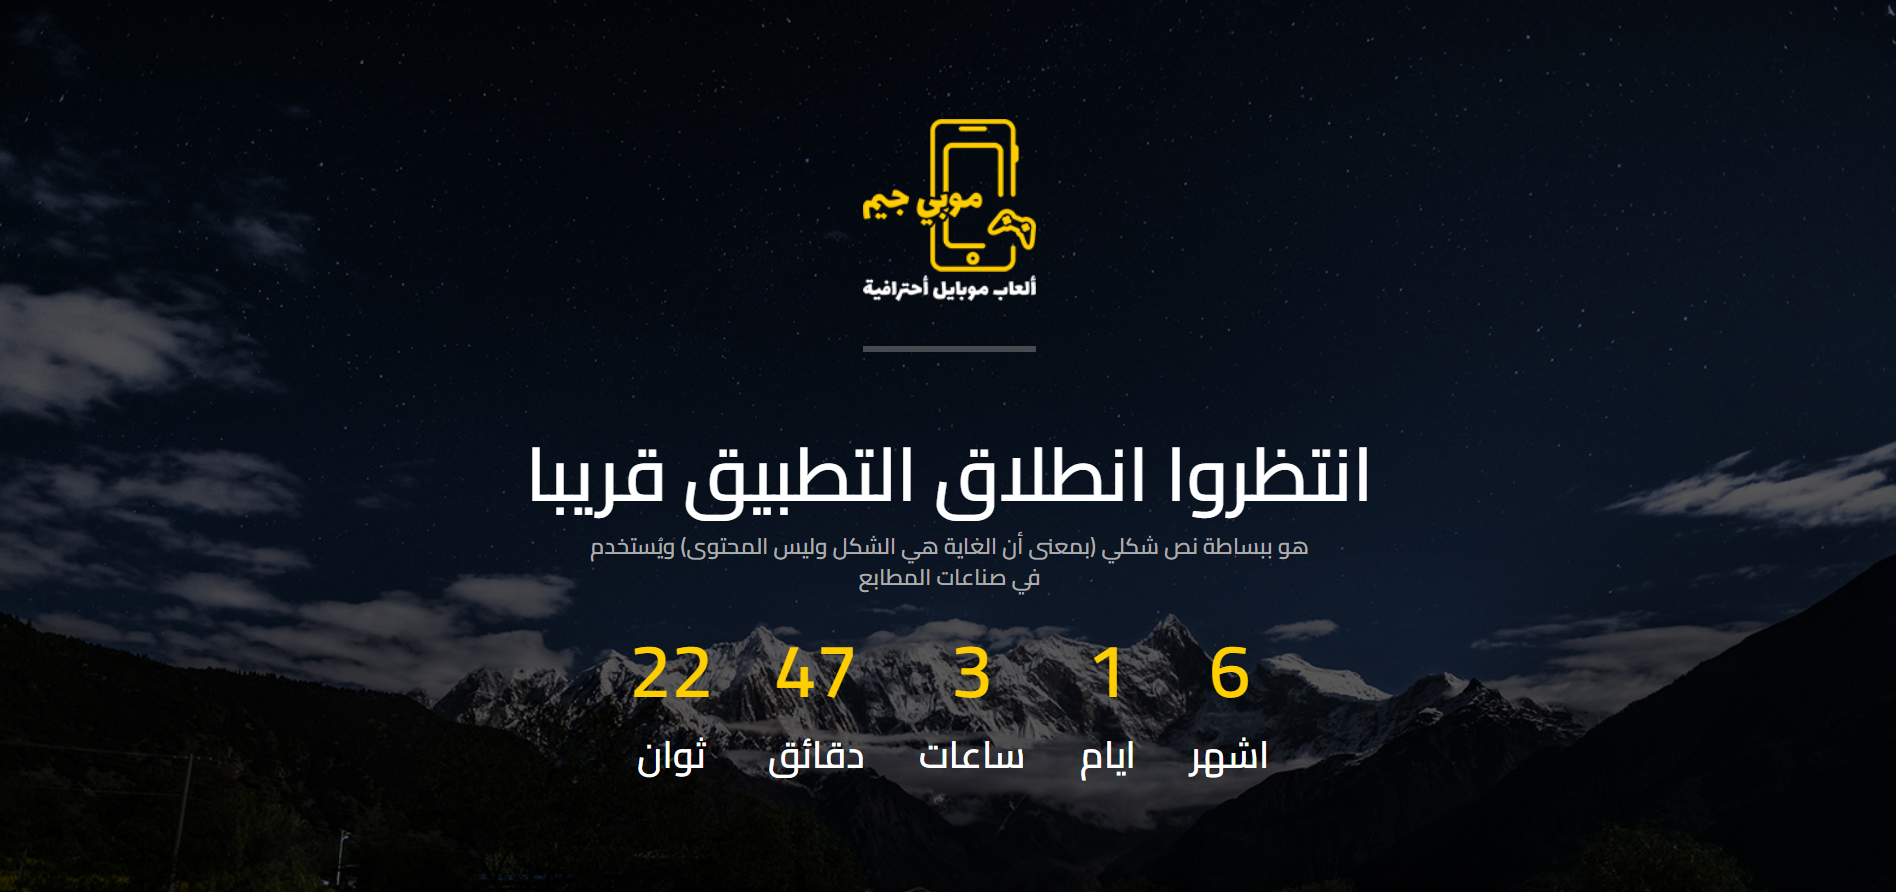 موبي جيم
ألعاب موبايل أحترافية
انتظروا انطلاق التطبيق قريبا
هو ببساطة نص شكلي (بمعنى أن الغاية هي الشكل وليس المحتوى) ويُستخدم
في صناعات المطابع
6 1 3 47 22
اشهر ايام ساعات دقائق ثوان